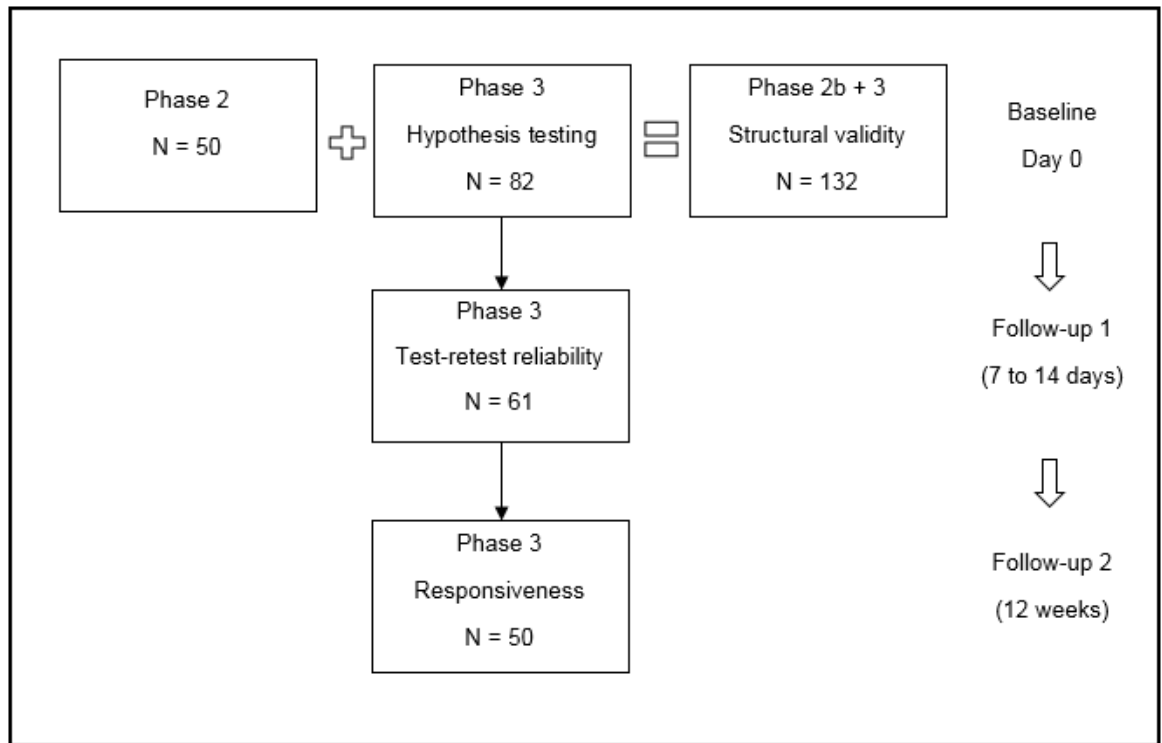 Phase 2
N = 50
Phase 3
Hypothesis testing
N = 82
Phase 2b + 3
Structural validity
N = 132
Baseline
Day 0
Phase 3
Test-retest reliability
N = 61
Follow-up 1
(7 to 14 days)
Phase 3
Responsiveness
N = 50
Follow-up 2
(12 weeks)